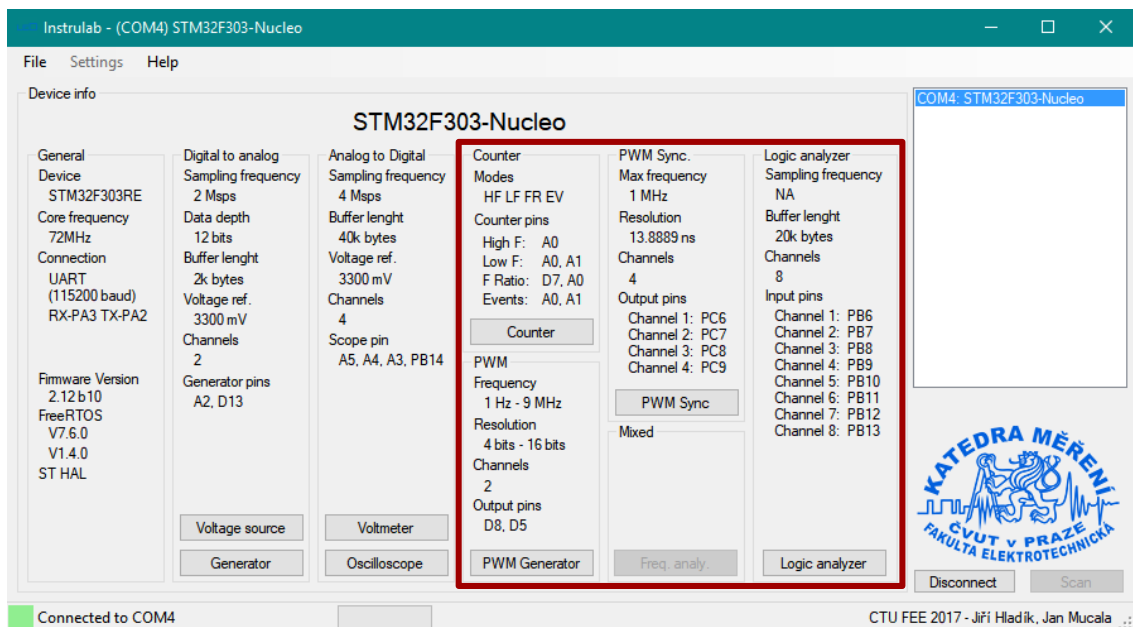 Instrulab - (COM4) STM32F303-Nucleo
File Settings Help
Device info
STM32F303-Nucleo
General
Device
STM32F303RE
Core frequency
72MHz
Connection
UART
(115200 baud)
RX-PA3 TX-PA2
Firmware Version
2.12 b10
FreeRTOS
V7.6.0
V1.4.0
ST HAL
Digital to analog
Sampling frequency
2 Msps
Data depth
12 bits
Buffer lenght
2k bytes
Voltage ref.
3300 mV
Channels
2
Generator pins
A2, D13
Voltage source
Generator
Analog to Digital
Sampling frequency
4 Msps
Buffer lenght
40k bytes
Voltage ref.
3300 mV
Channels
4
Scope pin
A5, A4, A3, PB14
Voltmeter
Oscilloscope
Counter
Modes
HF LF FR EV
Counter pins
High F: A0
Low F: A0, A1
F Ratio: D7, A0
Events: A0, A1
Counter
PWM
Frequency
1 Hz - 9 MHz
Resolution
4 bits - 16 bits
Channels
2
Output pins
D8, D5
PWM Generator
PWM Sync.
Max frequency
1 MHz
Resolution
13.8889 ns
Channels
4
Output pins
Channel 1: PC6
Channel 2: PC7
Channel 3: PC8
Channel 4: PC9
PWM Sync
Mixed
Freq. analy.
Logic analyzer
Sampling frequency
NA
Buffer lenght
20k bytes
Channels
8
Input pins
Channel 1: PB6
Channel 2: PB7
Channel 3: PB8
Channel 4: PB9
Channel 5: PB10
Channel 6: PB11
Channel 7: PB12
Channel 8: PB13
Logic analyzer
COM4: STM32F303-Nucleo
KATEDRA MĚŘENÍ
ČVUT V PRAZE
FAKULTA ELEKTROTECHNICKÁ
Disconnect Scan
Connected to COM4
CTU FEE 2017 - Jiří Hladík, Jan Mucala